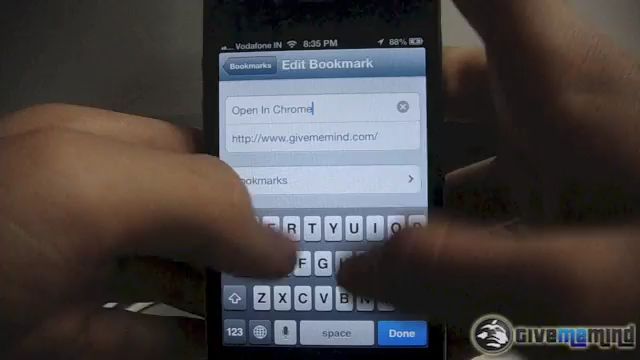 Vodafone IN 8:35 PM 88%
Bookmarks Edit Bookmark
Open In Chrome
http://www.givememind.com/
ookmarks
E R T Y U I O P
F G
Z X C V B N
123 space Done
GIVEMEMIND